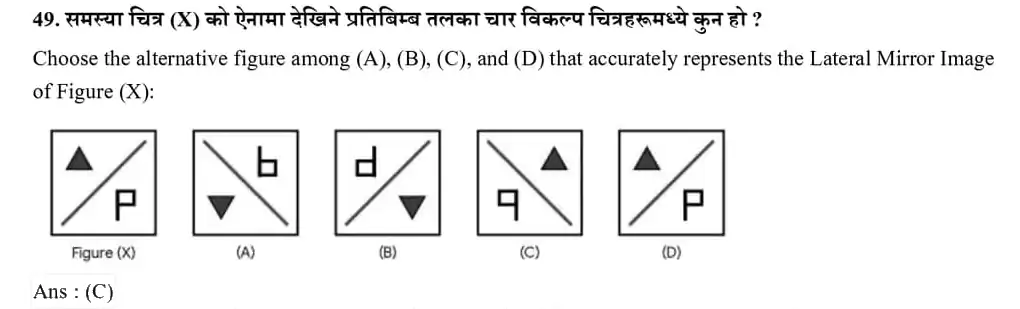 49. समस्या चित्र (X) को ऐनामा देखिने प्रतिबिम्ब तलका चार विकल्प चित्रहरूमध्ये कुन हो ?
Choose the alternative figure among (A), (B), (C), and (D) that accurately represents the Lateral Mirror Image
of Figure (X):
P b d q P
Figure (X) (A) (B) (C) (D)
Ans : (C)